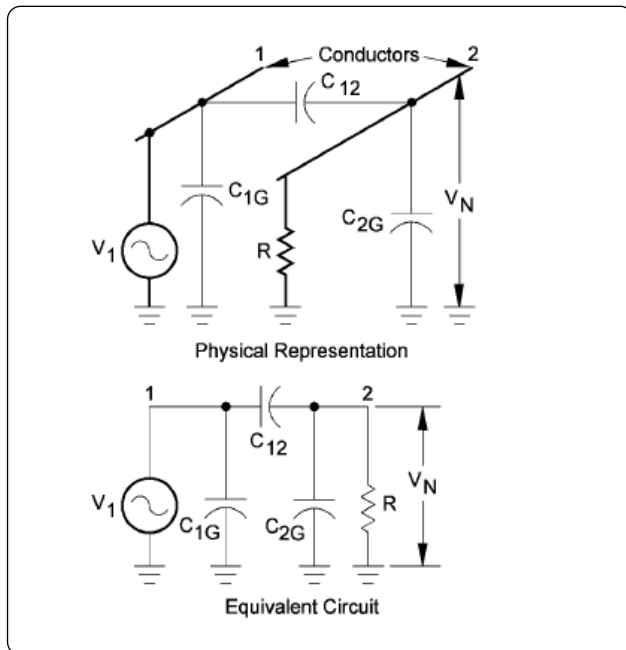 1 Conductors 2
C12
C1G
C2G
VN
V1
R
Physical Representation
1 2
C12
VN
V1
C1G C2G R
Equivalent Circuit